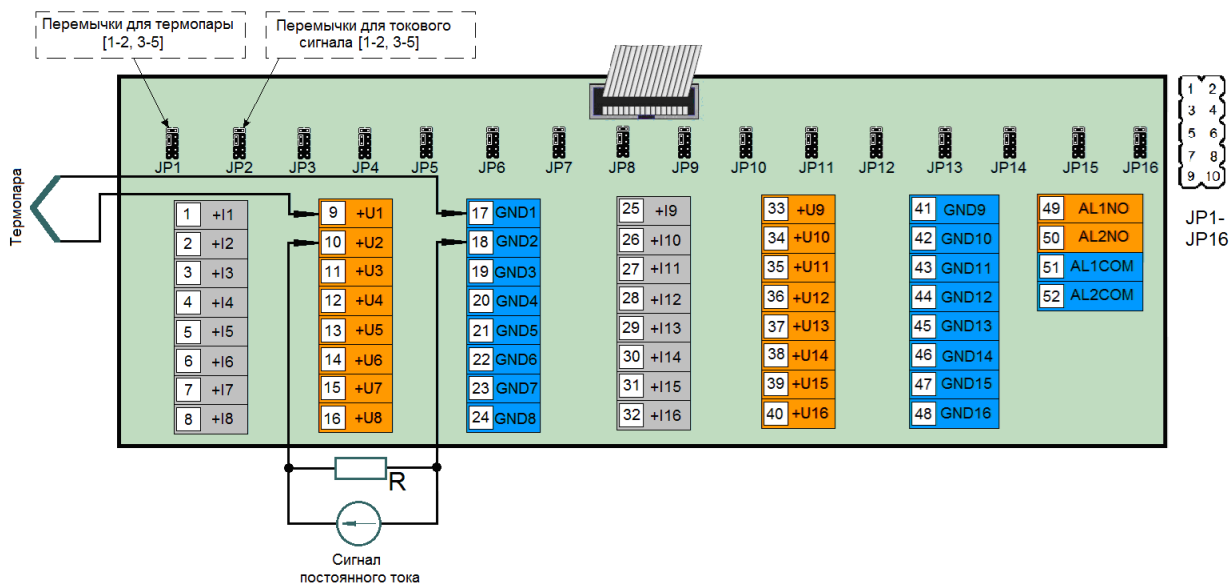 Перемычки для термопары
[1-2, 3-5]
Перемычки для токового
сигнала [1-2, 3-5]
JP1 JP2 JP3 JP4 JP5 JP6 JP7 JP8 JP9 JP10 JP11 JP12 JP13 JP14 JP15 JP16
1 2
3 4
5 6
7 8
9 10
JP1-
JP16
Термопара
1 +I1
2 +I2
3 +I3
4 +I4
5 +I5
6 +I6
7 +I7
8 +I8
9 +U1
10 +U2
11 +U3
12 +U4
13 +U5
14 +U6
15 +U7
16 +U8
17 GND1
18 GND2
19 GND3
20 GND4
21 GND5
22 GND6
23 GND7
24 GND8
25 +I9
26 +I10
27 +I11
28 +I12
29 +I13
30 +I14
31 +I15
32 +I16
33 +U9
34 +U10
35 +U11
36 +U12
37 +U13
38 +U14
39 +U15
40 +U16
41 GND9
42 GND10
43 GND11
44 GND12
45 GND13
46 GND14
47 GND15
48 GND16
49 AL1NO
50 AL2NO
51 AL1COM
52 AL2COM
R
Сигнал
постоянного тока